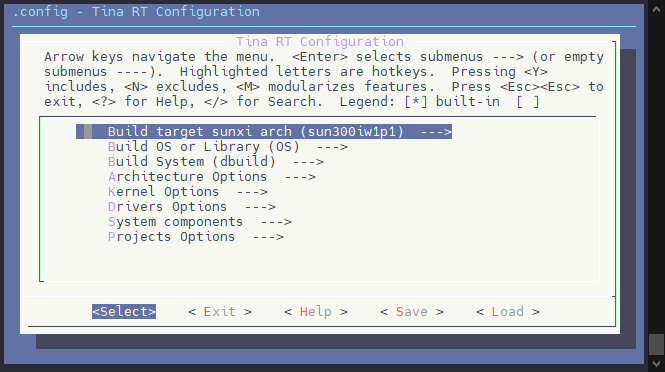 .config - Tina RT Configuration
Tina RT Configuration
Arrow keys navigate the menu.  <Enter> selects submenus ---> (or empty
submenus ----).  Highlighted letters are hotkeys.  Pressing <Y>
includes, <N> excludes, <M> modularizes features.  Press <Esc><Esc> to
exit, <?> for Help, </> for Search.  Legend: [*] built-in  [ ]
Build target sunxi arch (sun300iw1p1)  --->
Build OS or Library (OS)  --->
Build System (dbuild)  --->
Architecture Options  --->
Kernel Options  --->
Drivers Options  --->
System components  --->
Projects Options  --->
<Select>    < Exit >    < Help >    < Save >    < Load >